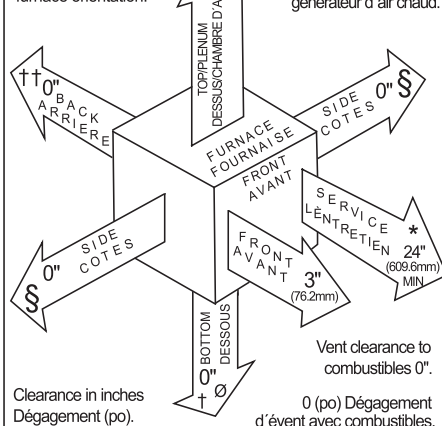 furnace orientation.
générateur d´air chaud.
TOP/PLENUM
DESSUS/CHAMBRE D´A
†† 0"
BACK
ARRIERE
SIDE
COTES
0" §
FURNACE
FOURNAISE
FRONT
AVANT
SERVICE
LÈNTRETIEN
*
24"
(609.6mm)
MIN
SIDE
COTES
0"
§
FRONT
AVANT
3"
(76.2mm)
BOTTOM
DESSOUS
0"
† Ø
Vent clearance to
combustibles 0".
Clearance in inches
Dégagement (po).
0 (po) Dégagement
d´évent avec combustibles.